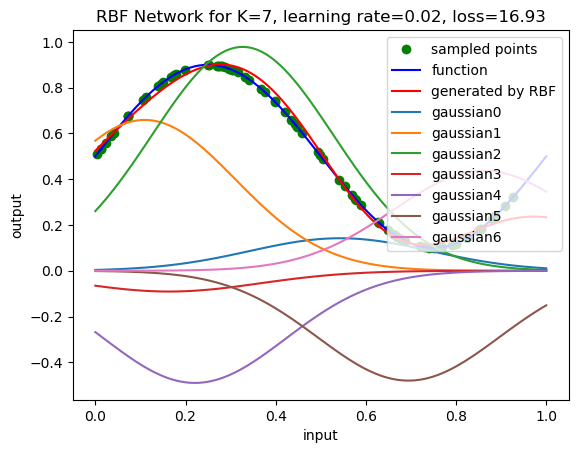 RBF Network for K=7, learning rate=0.02, loss=16.93
1.0
0.8
0.6
0.4
0.2
0.0
−0.2
−0.4
output
sampled points
function
generated by RBF
gaussian0
gaussian1
gaussian2
gaussian3
gaussian4
gaussian5
gaussian6
0.0 0.2 0.4 0.6 0.8 1.0
input